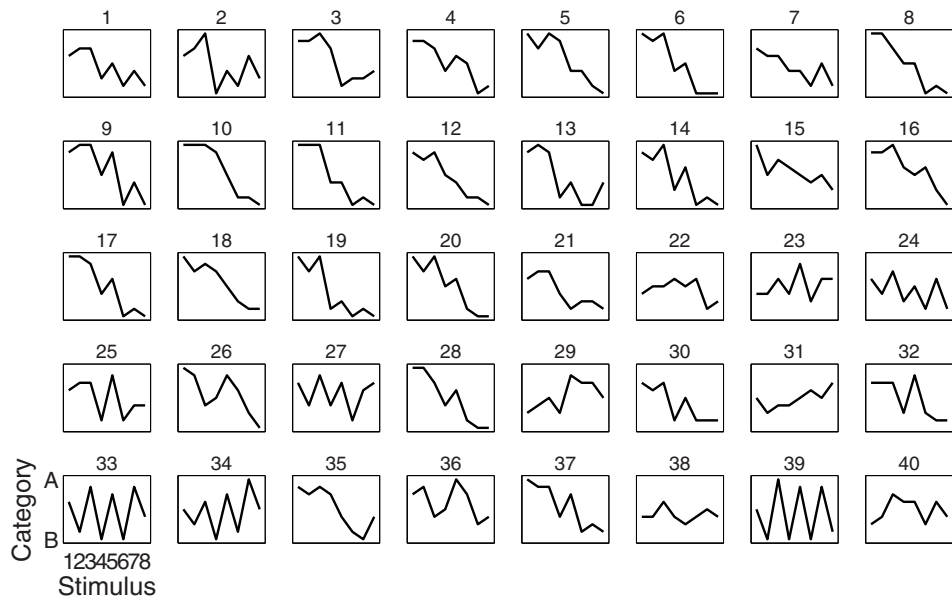 1 2 3 4 5 6 7 8
9 10 11 12 13 14 15 16
17 18 19 20 21 22 23 24
25 26 27 28 29 30 31 32
33 34 35 36 37 38 39 40
Category
A
B
12345678
Stimulus